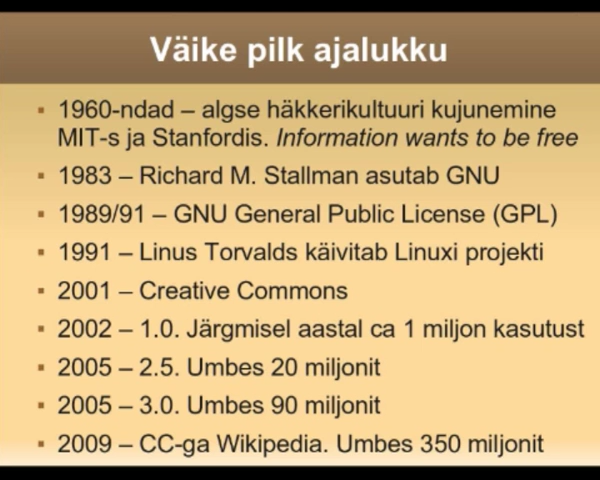 Väike pilk ajalukku
1960-ndad – algse häkkerikultuuri kujunemine
MIT-s ja Stanfordis. Information wants to be free
1983 – Richard M. Stallman asutab GNU
1989/91 – GNU General Public License (GPL)
1991 – Linus Torvalds käivitab Linuxi projekti
2001 – Creative Commons
2002 – 1.0. Järgmisel aastal ca 1 miljon kasutust
2005 – 2.5. Umbes 20 miljonit
2005 – 3.0. Umbes 90 miljonit
2009 – CC-ga Wikipedia. Umbes 350 miljonit